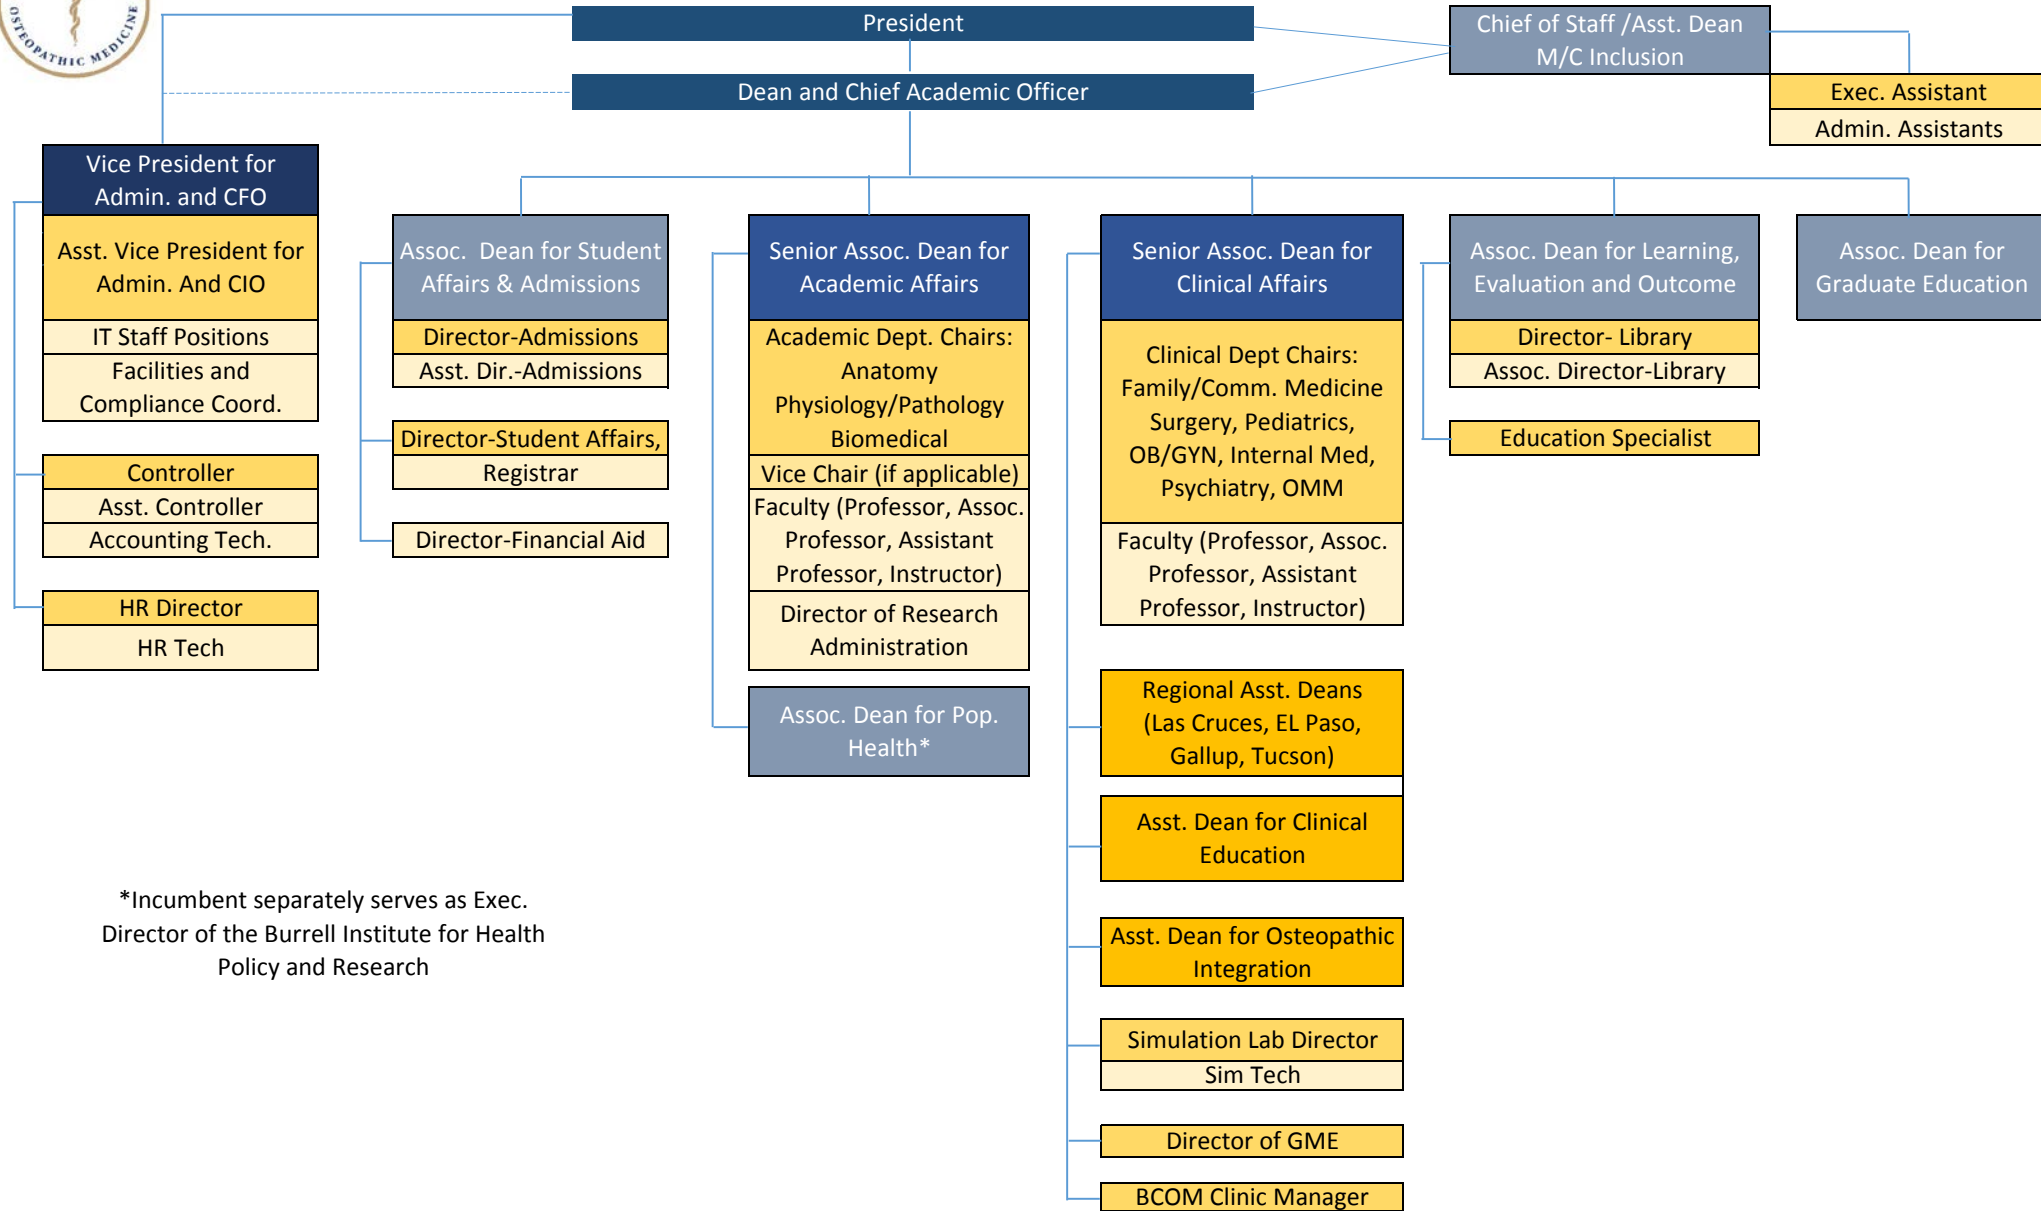 OSTEOPATHIC MEDICINE
President
Chief of Staff /Asst. Dean
M/C Inclusion
Dean and Chief Academic Officer
Exec. Assistant
Admin. Assistants
Vice President for
Admin. and CFO
Asst. Vice President for
Admin. And CIO
IT Staff Positions
Facilities and
Compliance Coord.
Controller
Asst. Controller
Accounting Tech.
HR Director
HR Tech
Assoc. Dean for Student
Affairs & Admissions
Director-Admissions
Asst. Dir.-Admissions
Director-Student Affairs,
Registrar
Director-Financial Aid
Senior Assoc. Dean for
Academic Affairs
Academic Dept. Chairs:
Anatomy
Physiology/Pathology
Biomedical
Vice Chair (if applicable)
Faculty (Professor, Assoc.
Professor, Assistant
Professor, Instructor)
Director of Research
Administration
Assoc. Dean for Pop.
Health*
Senior Assoc. Dean for
Clinical Affairs
Clinical Dept Chairs:
Family/Comm. Medicine
Surgery, Pediatrics,
OB/GYN, Internal Med,
Psychiatry, OMM
Faculty (Professor, Assoc.
Professor, Assistant
Professor, Instructor)
Regional Asst. Deans
(Las Cruces, EL Paso,
Gallup, Tucson)
Asst. Dean for Clinical
Education
Asst. Dean for Osteopathic
Integration
Simulation Lab Director
Sim Tech
Director of GME
BCOM Clinic Manager
Assoc. Dean for Learning,
Evaluation and Outcome
Director- Library
Assoc. Director-Library
Education Specialist
Assoc. Dean for
Graduate Education
*Incumbent separately serves as Exec.
Director of the Burrell Institute for Health
Policy and Research